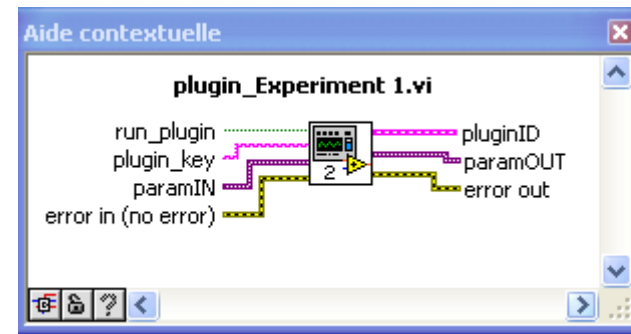 Aide contextuelle
plugin_Experiment 1.vi
run_plugin
plugin_key
paramIN
error in (no error)
2
pluginID
paramOUT
error out
?